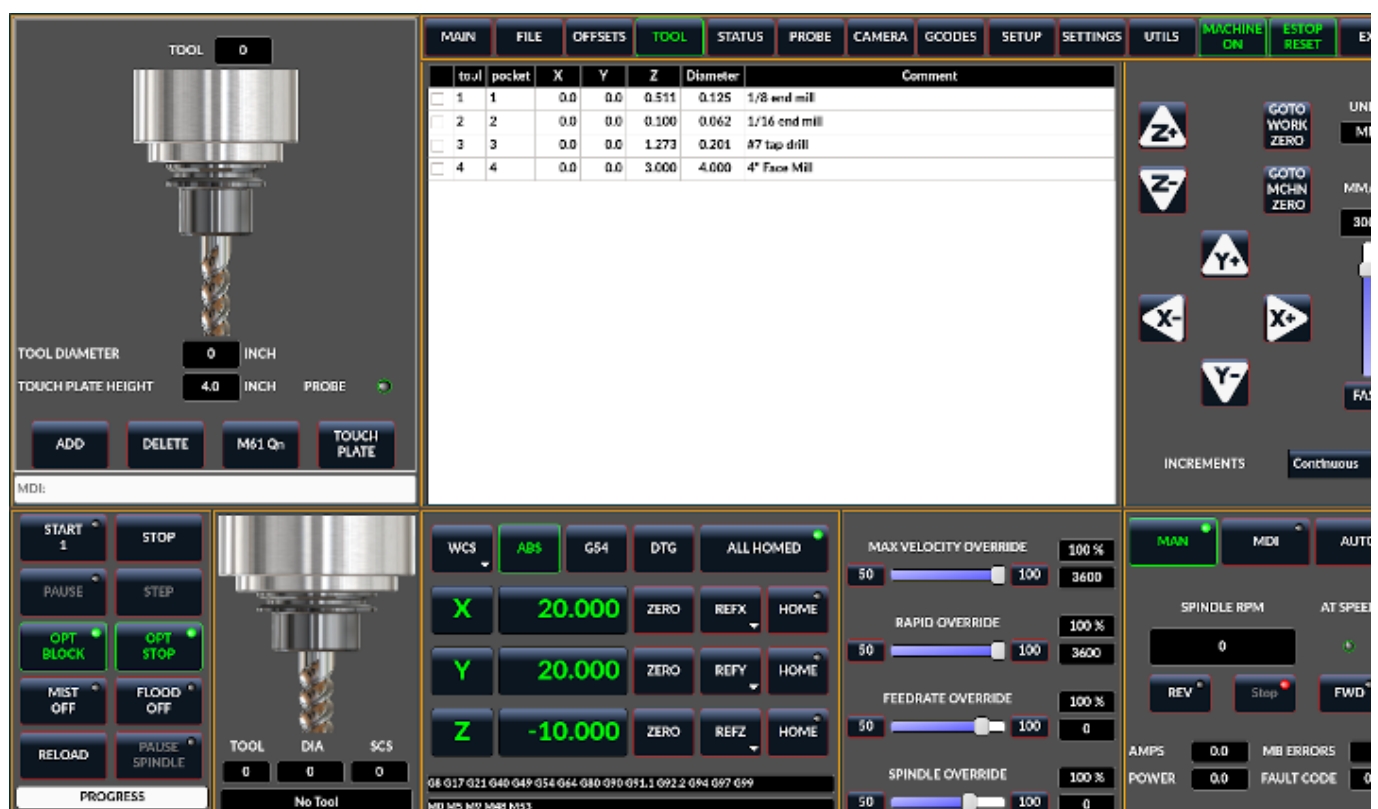 TOOL 0
TOOL DIAMETER 0 INCH
TOUCH PLATE HEIGHT 4.0 INCH PROBE
ADD DELETE M61 Qn TOUCH PLATE
MDI:
MAIN FILE OFFSETS TOOL STATUS PROBE CAMERA GCODES SETUP SETTINGS UTILS MACHINE ON ESTOP RESET
tool pocket X Y Z Diameter Comment
1 1 0.0 0.0 0.511 0.125 1/8 end mill
2 2 0.0 0.0 0.100 0.062 1/16 end mill
3 3 0.0 0.0 1.273 0.201 #7 tap drill
4 4 0.0 0.0 3.000 4.000 4" Face Mill
Z+ GOTO WORK ZERO
Z- GOTO MCHN ZERO
Y+
X- X+
Y-
INCREMENTS Continuous
START 1 STOP
PAUSE STEP
OPT BLOCK OPT STOP
MIST OFF FLOOD OFF
RELOAD PAUSE SPINDLE
PROGRESS
TOOL DIA SCS
0 0 0
No Tool
WCS ABS G54 DTG ALL HOMED
X 20.000 ZERO REFX HOME
Y 20.000 ZERO REFY HOME
Z -10.000 ZERO REFZ HOME
G8 G17 G21 G40 G49 G54 G64 G80 G90 G91.1 G92.2 G94 G97 G99
M0 M5 M9 M48 M53
MAX VELOCITY OVERRIDE 100 %
50 100 3600
RAPID OVERRIDE 100 %
50 100 3600
FEEDRATE OVERRIDE 100 %
50 100 0
SPINDLE OVERRIDE 100 %
50 100 0
MAN MDI AUTO
SPINDLE RPM AT SPEED
0
REV Stop FWD
AMPS 0.0 MB ERRORS
POWER 0.0 FAULT CODE